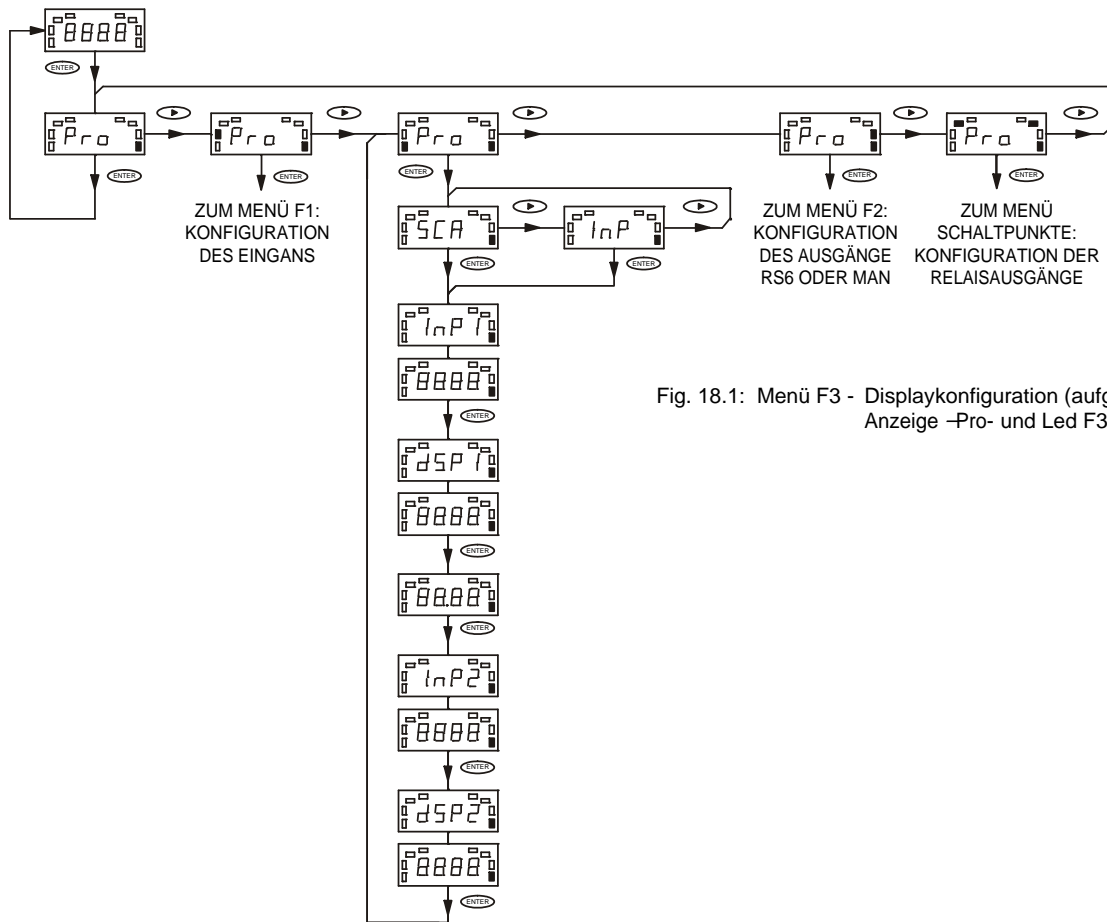 8888
ENTER
Pro
Pro
Pro
Pro
Pro
ENTER
ENTER
ENTER
ENTER
ENTER
ZUM MENÜ F1:
KONFIGURATION
DES EINGANS
SCA
InP
ENTER
ENTER
ZUM MENÜ F2:
KONFIGURATION
DES AUSGÄNGE
RS6 ODER MAN
ZUM MENÜ
SCHALTPUNKTE:
KONFIGURATION DER
RELAISAUSGÄNGE
InP1
8888
ENTER
dSP1
8888
ENTER
88.88
ENTER
InP2
8888
ENTER
dSP2
8888
ENTER
Fig. 18.1: Menü F3 - Displaykonfiguration (aufg
Anzeige –Pro- und Led F3